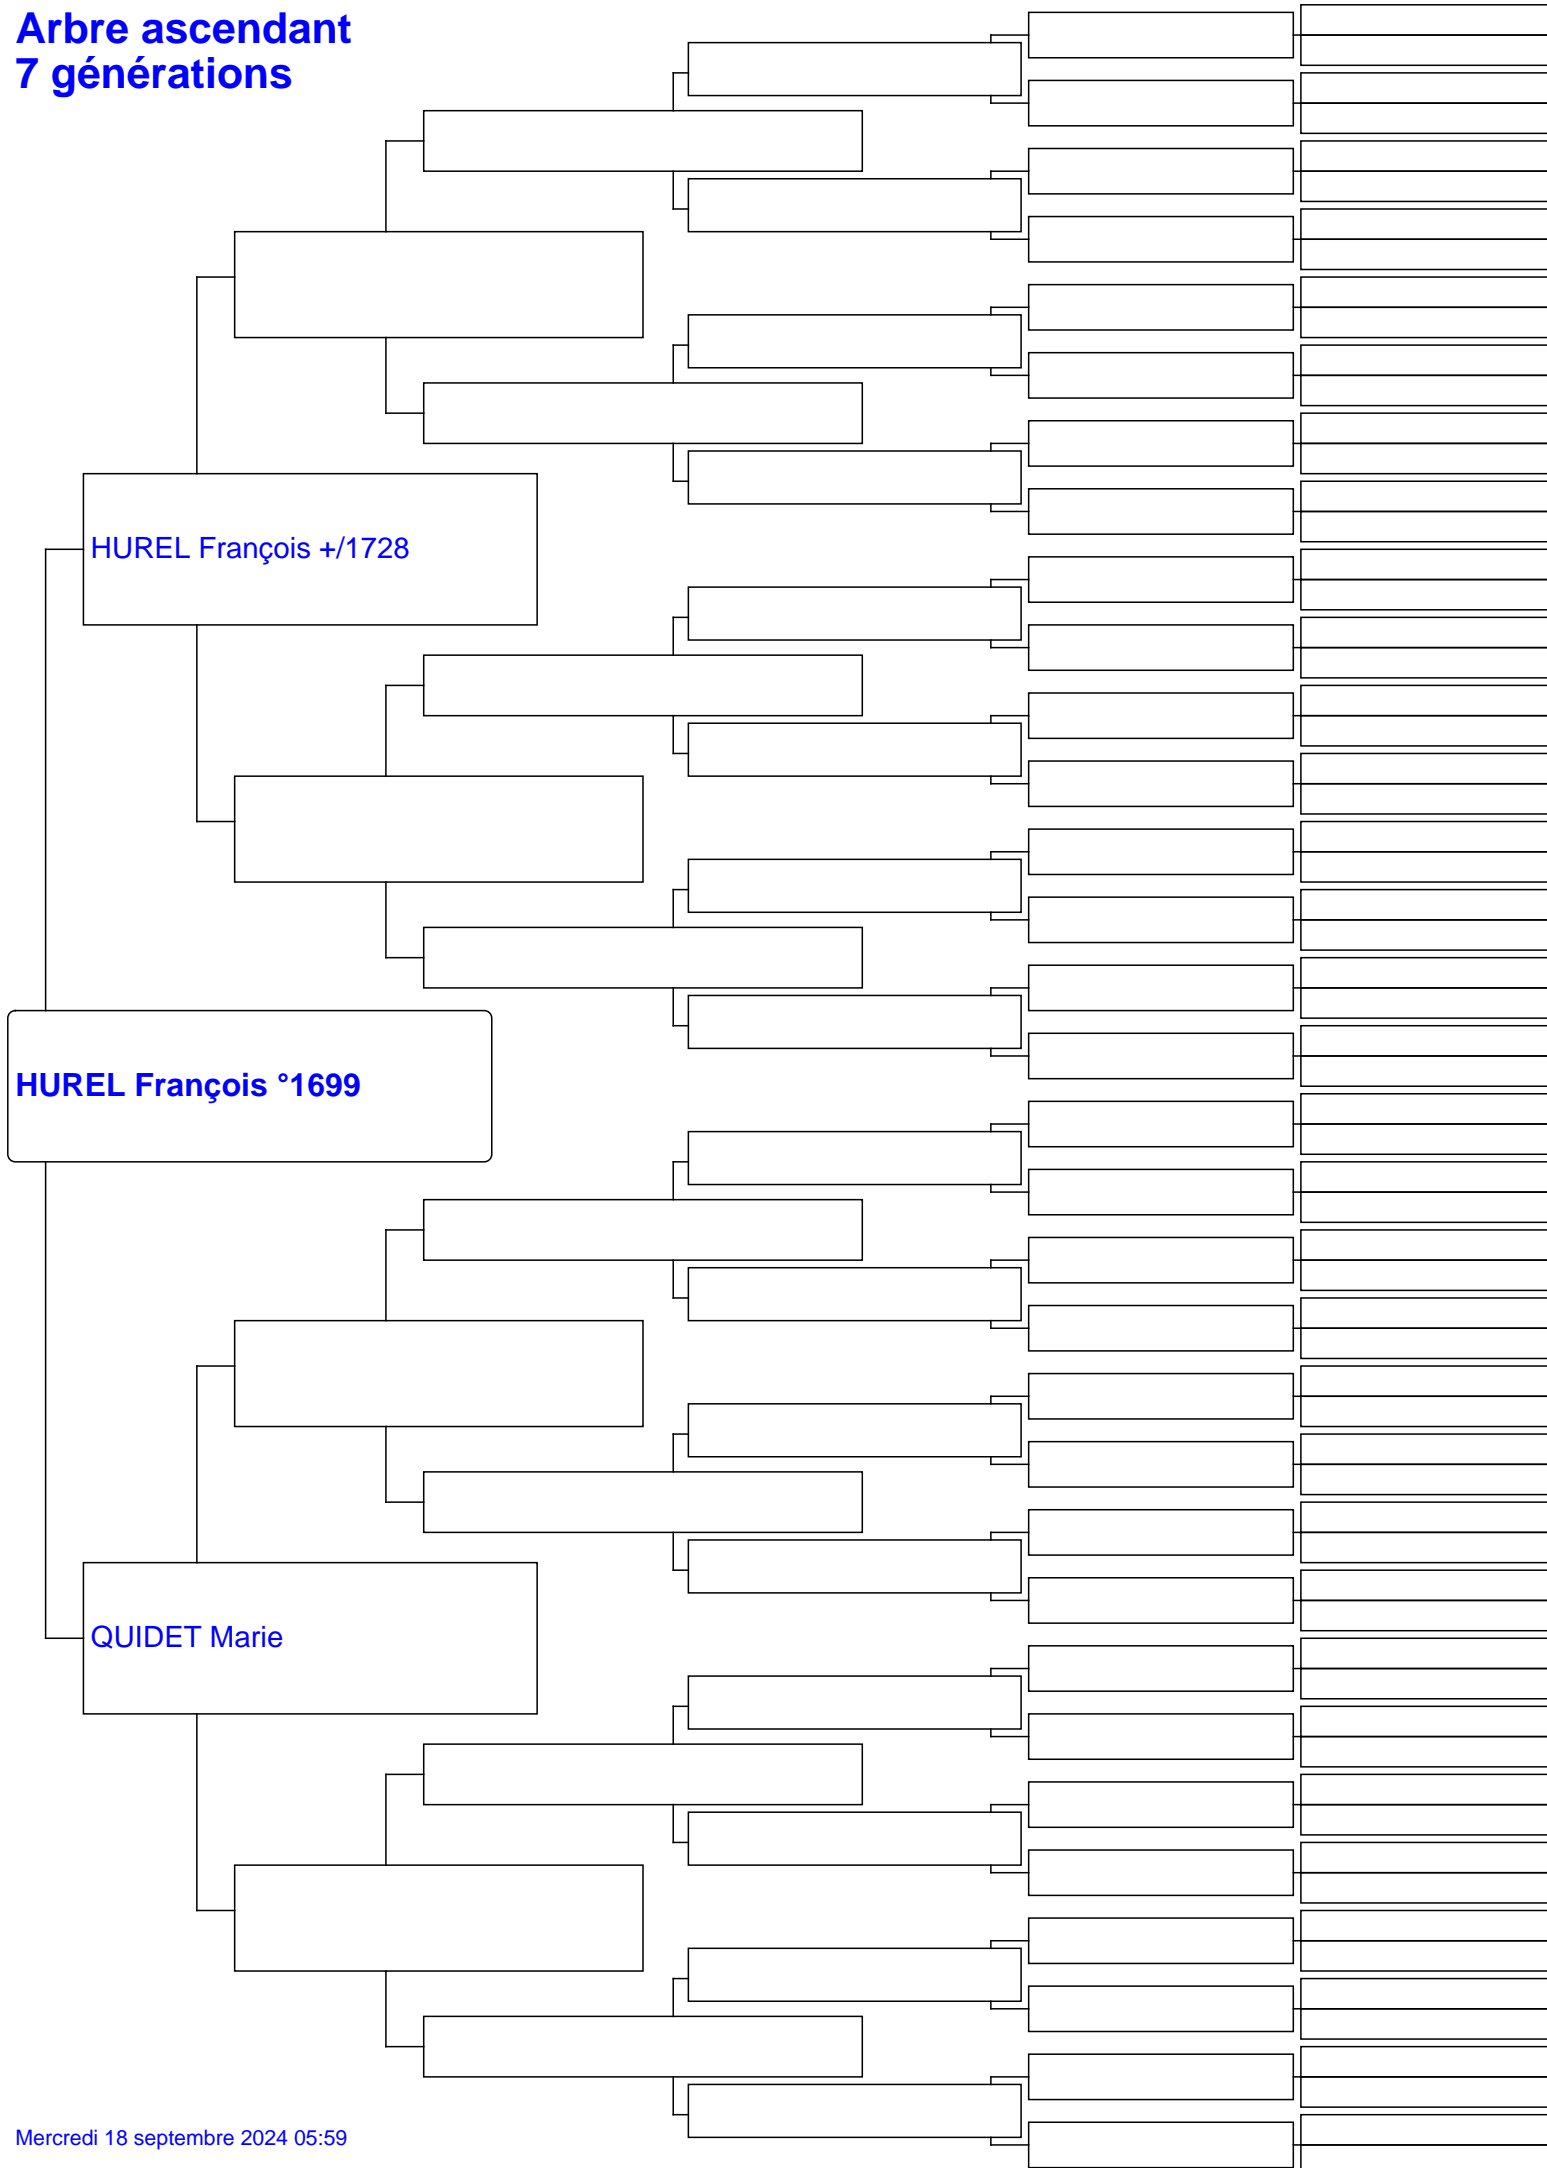 Arbre ascendant
7 générations
HUREL François +/1728
HUREL François °1699
QUIDET Marie
Mercredi 18 septembre 2024 05:59